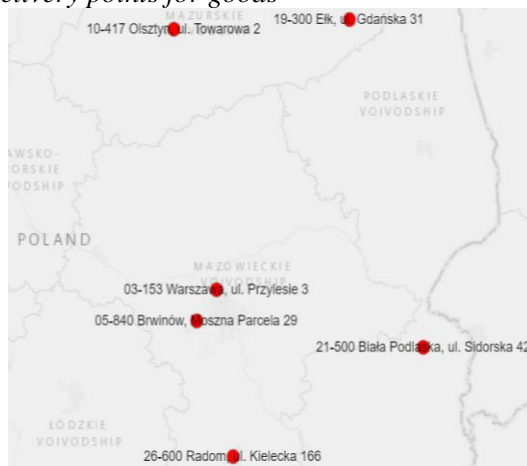 elivery points for goods
MAZURSKIE
10-417 Olsztyn, ul. Towarowa 2
19-300 Ełk, ul. Gdańska 31
PODLASKIE
VOIVODSHIP
AWSKO-
ORSKIE
ODSHIP
POLAND
MAZOWIECKIE
VOIVODSHIP
03-153 Warszawa, ul. Przylesie 3
05-840 Brwinów, Moszna Parcela 29
21-500 Biała Podlaska, ul. Sidorska 42
ŁÓDZKIE
VOIVODSHIP
26-600 Radom, ul. Kielecka 166